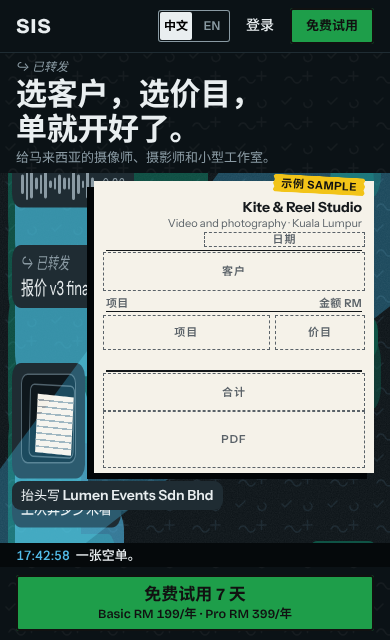 SIS
中文 EN 登录 免费试用
已转发
选客户，选价目，
单就开好了。
给马来西亚的摄像师、摄影师和小型工作室。
示例 SAMPLE
Kite & Reel Studio
Video and photography · Kuala Lumpur
日期
已转发
报价 v3 fina
客户
项目 金额 RM
项目 价目
合计
PDF
抬头写 Lumen Events Sdn Bhd
17:42:58 一张空单。
免费试用 7 天
Basic RM 199/年 · Pro RM 399/年